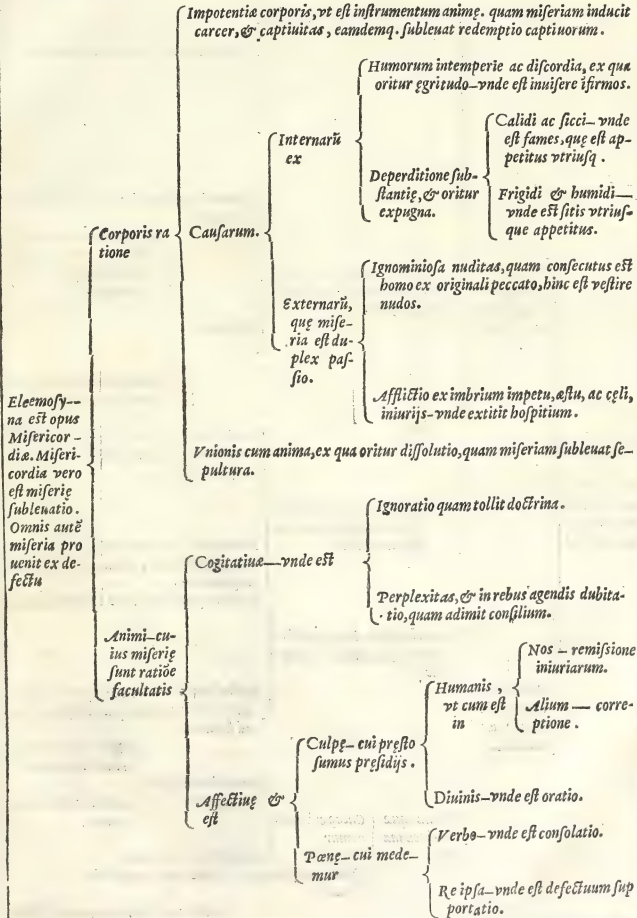 Impotentiæ corporis, vt est instrumentum animę. quam miseriam inducit
carcer, & captiuitas, eamdemq. subleuat redemptio captiuorum.
Humorum intemperie ac discordia, ex qua
oritur ęgritudo—vnde est inuisere ĩfirmos.
Internarũ
ex
Calidi ac sicci—vnde
est fames, quę est ap-
petitus vtriusq.
Deperditione sub-
stantię, & oritur
expugna.
Frigidi & humidi—
vnde est sitis vtrius-
que appetitus.
Corporis ra
tione
Causarum.
Ignominiosa nuditas, quam consecutus est
homo ex originali peccato, hinc est vestire
nudos.
Externarũ,
quę mise-
ria est du-
plex pas-
sio.
Afflictio ex imbrium impetu, æstu, ac cęli,
iniurijs—vnde extitit hospitium.
Eleemosy--
na est opus
Misericor-
diæ. Miseri-
cordia vero
est miserię
subleuatio.
Omnis autẽ
miseria pro
uenit ex de-
fectu
Vnionis cum anima, ex qua oritur dissolutio, quam miseriam subleuat se-
pultura.
Ignoratio quam tollit doctrina.
Cogitatiuæ—vnde est
Perplexitas, & in rebus agendis dubita-
tio, quam adimit consilium.
Animi—cu-
ius miserię
sunt ratiõe
facultatis
Nos — remissione
iniuriarum.
Humanis,
vt cum est
in
Alium — corre-
ptione.
Culpę—cui pręsto
sumus pręsidijs.
Diuinis—vnde est oratio.
Affectiuę &
est
Verbo—vnde est consolatio.
Pœnę—cui mede-
mur
Re ipsa—vnde est defectuum sup
portatio.